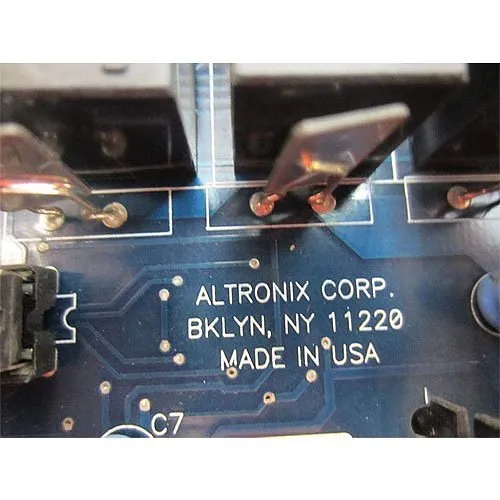 ALTRONIX CORP.
BKLYN, NY 11220
MADE IN USA
C7